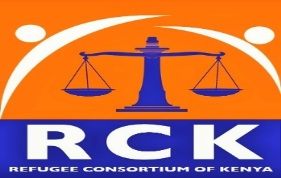 RCK
REFUGEE CONSORTIUM OF KENYA